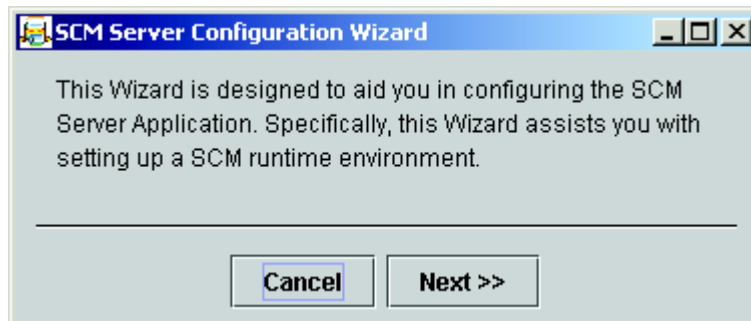 SCM Server Configuration Wizard
This Wizard is designed to aid you in configuring the SCM
Server Application. Specifically, this Wizard assists you with
setting up a SCM runtime environment.
Cancel
Next >>